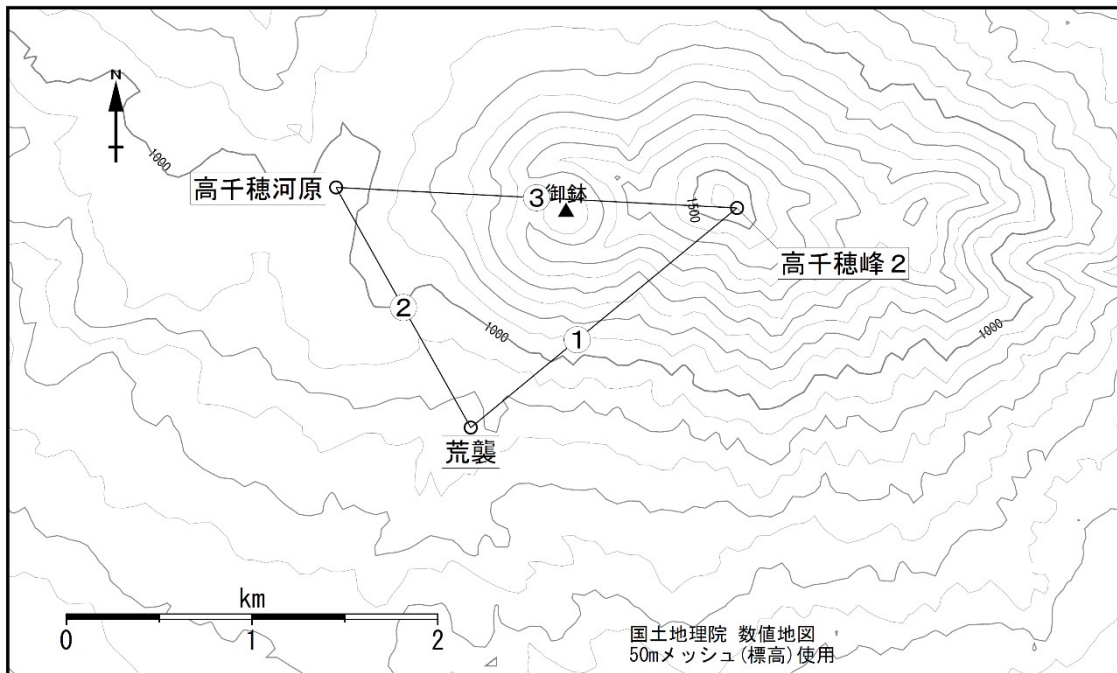 N
1000
高千穂河原
③
御鉢
1500
高千穂峰2
②
1000
①
1000
荒襲
km
0 1 2
国土地理院 数値地図
50mメッシュ(標高)使用